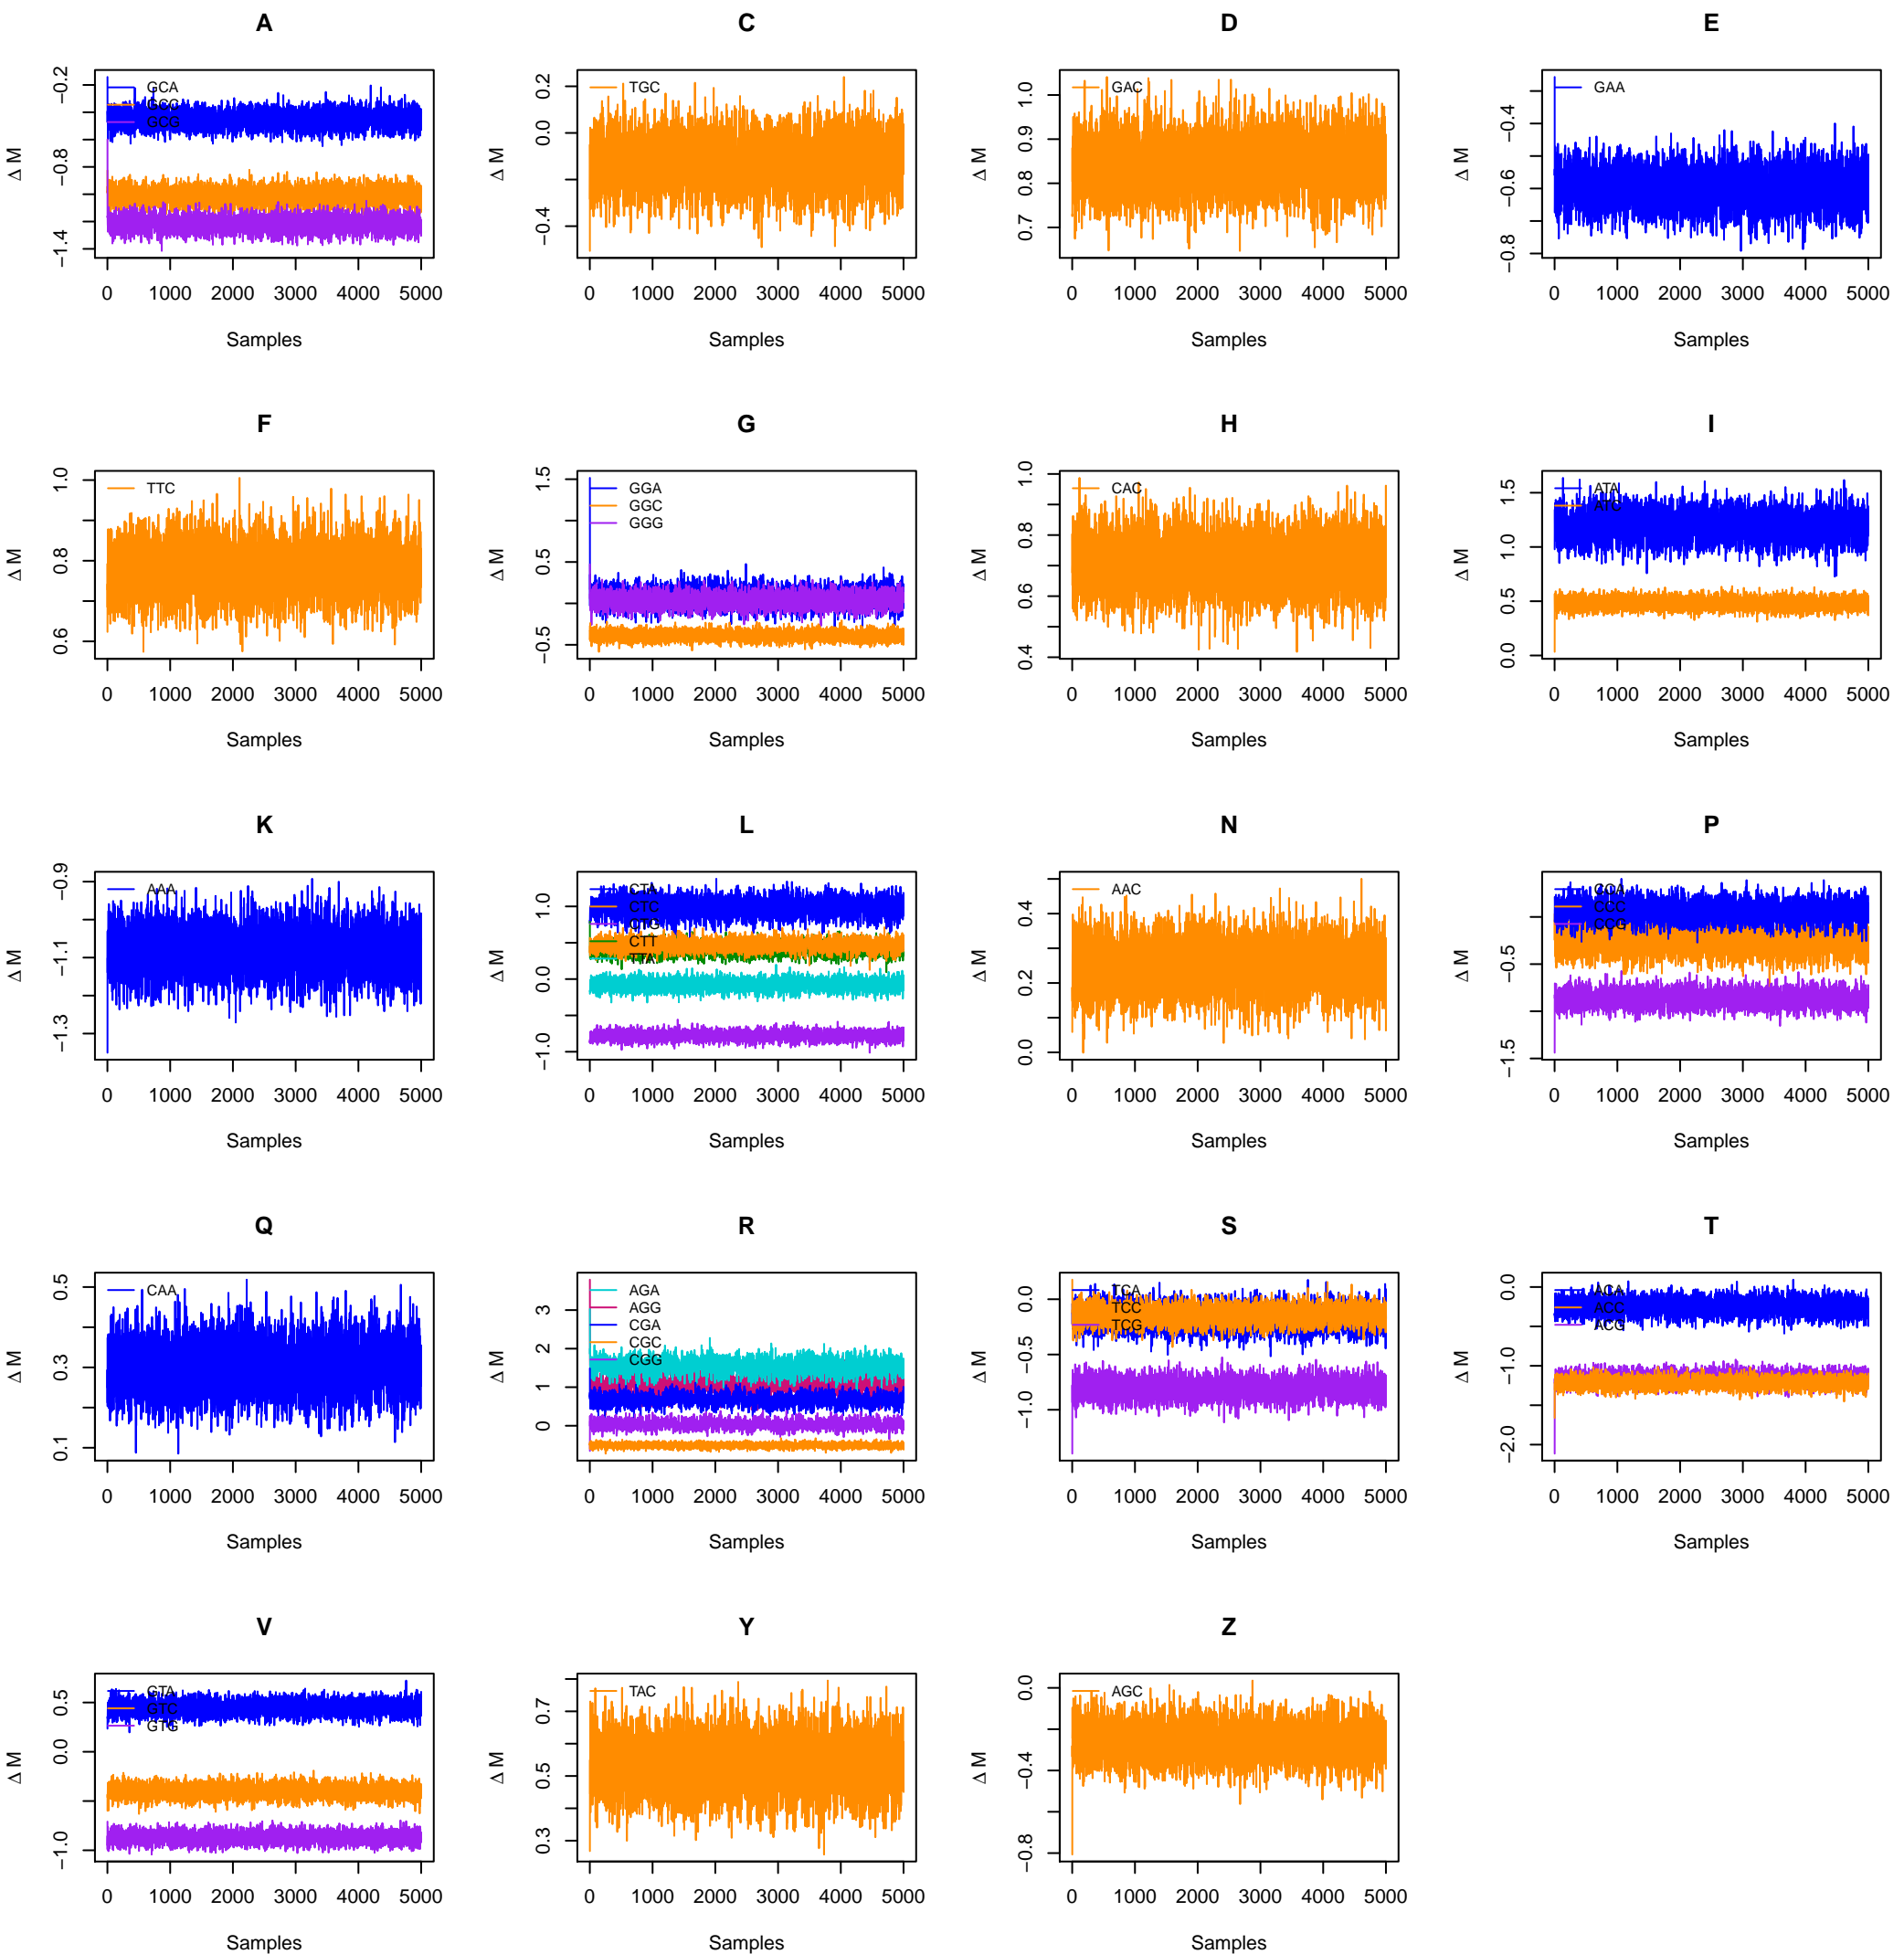 A
C
D
E
Δ M
-0.2
-0.8
-1.4
GCA
GCC
GCG
0 1000 2000 3000 4000 5000
Samples
Δ M
0.2
0.0
-0.4
TGC
0 1000 2000 3000 4000 5000
Samples
Δ M
1.0
0.9
0.8
0.7
GAC
0 1000 2000 3000 4000 5000
Samples
Δ M
-0.4
-0.6
-0.8
GAA
0 1000 2000 3000 4000 5000
Samples
F
G
H
I
Δ M
1.0
0.8
0.6
TTC
0 1000 2000 3000 4000 5000
Samples
Δ M
1.5
0.5
-0.5
GGA
GGC
GGG
0 1000 2000 3000 4000 5000
Samples
Δ M
1.0
0.8
0.6
0.4
CAC
0 1000 2000 3000 4000 5000
Samples
Δ M
1.5
1.0
0.5
0.0
ATA
ATC
0 1000 2000 3000 4000 5000
Samples
K
L
N
P
Δ M
-0.9
-1.1
-1.3
AAA
0 1000 2000 3000 4000 5000
Samples
Δ M
1.0
0.0
-1.0
CTA
CTC
CTG
CTT
TTA
0 1000 2000 3000 4000 5000
Samples
Δ M
0.4
0.2
0.0
AAC
0 1000 2000 3000 4000 5000
Samples
Δ M
-0.5
-1.5
CCA
CCC
CCG
0 1000 2000 3000 4000 5000
Samples
Q
R
S
T
Δ M
0.5
0.3
0.1
CAA
0 1000 2000 3000 4000 5000
Samples
Δ M
3
2
1
0
AGA
AGG
CGA
CGC
CGG
0 1000 2000 3000 4000 5000
Samples
Δ M
0.0
-0.5
-1.0
TCA
TCC
TCG
0 1000 2000 3000 4000 5000
Samples
Δ M
0.0
-1.0
-2.0
ACA
ACC
ACG
0 1000 2000 3000 4000 5000
Samples
V
Y
Z
Δ M
0.5
0.0
-1.0
GTA
GTC
GTG
0 1000 2000 3000 4000 5000
Samples
Δ M
0.7
0.5
0.3
TAC
0 1000 2000 3000 4000 5000
Samples
Δ M
0.0
-0.4
-0.8
AGC
0 1000 2000 3000 4000 5000
Samples